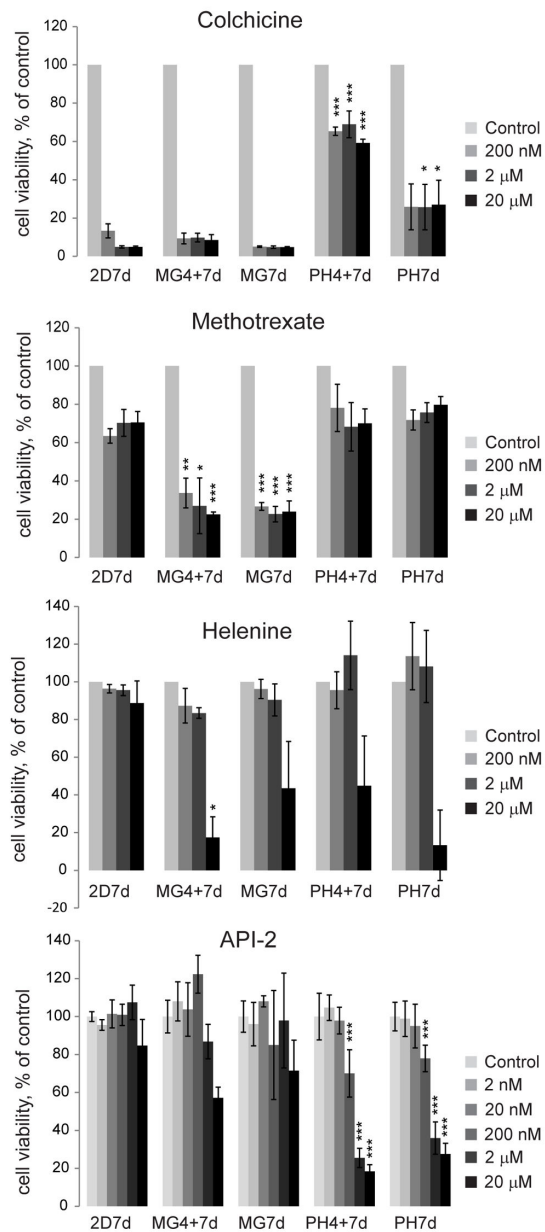 Colchicine
cell viability, % of control
120
100
80
60
40
20
0
*** *** ***
* *
2D7d MG4+7d MG7d PH4+7d PH7d
Control
200 nM
2 µM
20 µM
Methotrexate
cell viability, % of control
120
100
80
60
40
20
0
** * ***
*** *** ***
2D7d MG4+7d MG7d PH4+7d PH7d
Control
200 nM
2 µM
20 µM
Helenine
cell viability, % of control
140
120
100
80
60
40
20
0
-20
*
2D7d MG4+7d MG7d PH4+7d PH7d
Control
200 nM
2 µM
20 µM
API-2
cell viability, % of control
140
120
100
80
60
40
20
0
*** *** ***
*** *** ***
2D7d MG4+7d MG7d PH4+7d PH7d
Control
2 nM
20 nM
200 nM
2 µM
20 µM